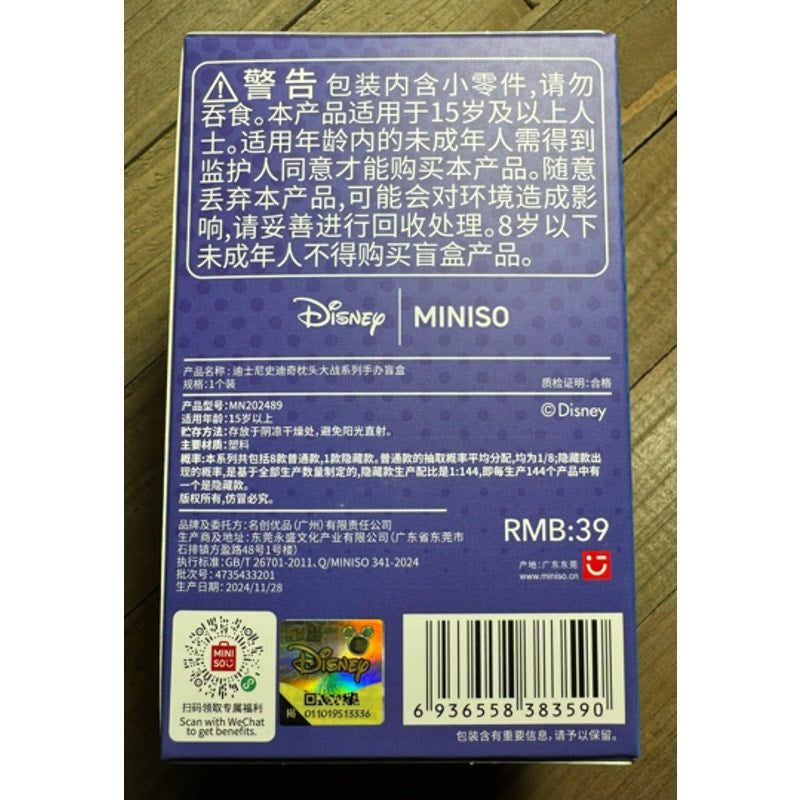 警告 包装内含小零件,请勿
吞食。本产品适用于15岁及以上人
士。适用年龄内的未成年人需得到
监护人同意才能购买本产品。随意
丢弃本产品,可能会对环境造成影
响,请妥善进行回收处理。8岁以下
未成年人不得购买盲盒产品。
Disney | MINISO
产品名称: 迪士尼史迪奇枕头大战系列手办盲盒
规格:1个装
质检证明:合格
产品型号:MN202489
适用年龄:15岁以上
贮存方法:存放于阴凉干燥处,避免阳光直射。
主要材质:塑料
©Disney
概率:本系列共包括8款普通款,1款隐藏款。普通款的抽取概率平均分配,均为1/8;隐藏款出
现的概率,是基于全部生产数量制定的,隐藏款生产配比是1:144,即每生产144个产品中有
一个是隐藏款。
版权所有,仿冒必究。
品牌及委托方: 名创优品(广州)有限责任公司
生产商及地址: 东莞永盛文化产业有限公司(广东省东莞市
石排镇方盈路48号1号楼)
执行标准:GB/T 26701-2011、Q/MINISO 341-2024
批次号: 4735433201
生产日期: 2024/11/28
RMB:39
产地:广东东莞
www.miniso.cn
MINI
SO
扫码领取专属福利
Scan with WeChat
to get benefits.
Disney
011019513336
6 936558 383590
包装含有重要信息,请予以保留。